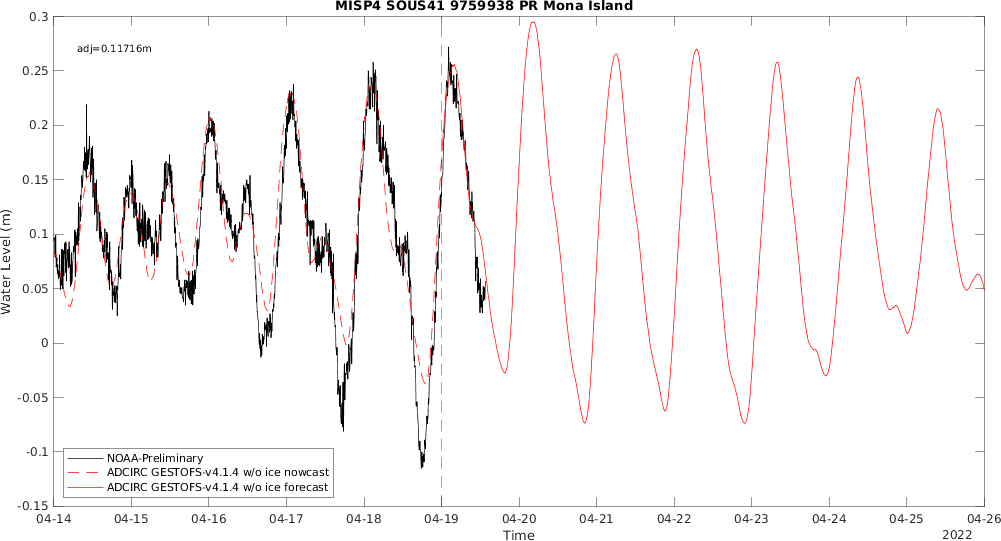 MISP4 SOUS41 9759938 PR Mona Island
adj=0.11716m
0.3
0.25
0.2
0.15
0.1
0.05
0
-0.05
-0.1
-0.15
Water Level (m)
NOAA-Preliminary
ADCIRC GESTOFS-v4.1.4 w/o ice nowcast
ADCIRC GESTOFS-v4.1.4 w/o ice forecast
04-14 04-15 04-16 04-17 04-18 04-19 04-20 04-21 04-22 04-23 04-24 04-25 04-26
Time
2022